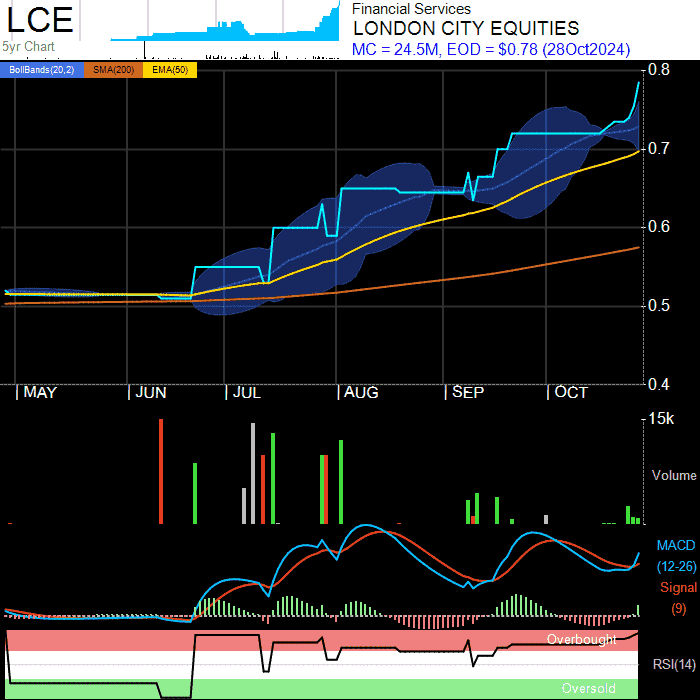 LCE
5yr Chart
Financial Services
LONDON CITY EQUITIES
MC = 24.5M, EOD = $0.78 (28Oct2024)
BollBands(20,2) SMA(200) EMA(50)
0.8
0.7
0.6
0.5
0.4
MAY JUN JUL AUG SEP OCT
15k
Volume
MACD
(12-26)
Signal
(9)
Overbought
RSI(14)
Oversold